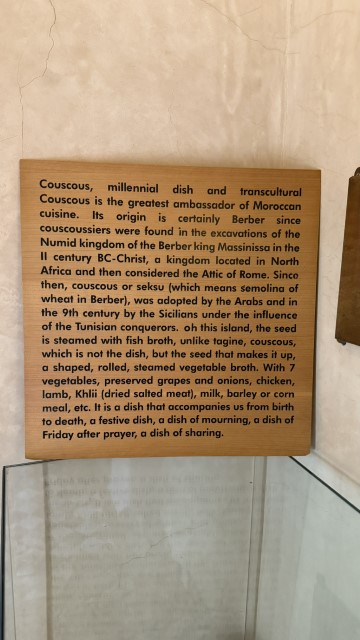 Couscous, millennial dish and transcultural
Couscous is the greatest ambassador of Moroccan
cuisine. Its origin is certainly Berber since
couscoussiers were found in the excavations of the
Numid kingdom of the Berber king Massinissa in the
II century BC-Christ, a kingdom located in North
Africa and then considered the Attic of Rome. Since
then, couscous or seksu (which means semolina of
wheat in Berber), was adopted by the Arabs and in
the 9th century by the Sicilians under the influence
of the Tunisian conquerors. oh this island, the seed
is steamed with fish broth, unlike tagine, couscous,
which is not the dish, but the seed that makes it up,
a shaped, rolled, steamed vegetable broth. With 7
vegetables, preserved grapes and onions, chicken,
lamb, Khlii (dried salted meat), milk, barley or corn
meal, etc. It is a dish that accompanies us from birth
to death, a festive dish, a dish of mourning, a dish of
Friday after prayer, a dish of sharing.